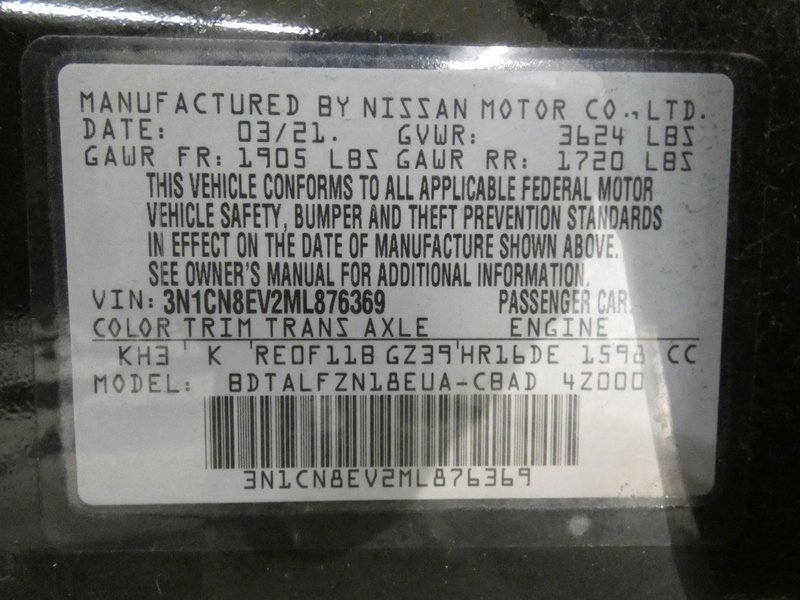 MANUFACTURED BY NISSAN MOTOR CO., LTD.
DATE: 03/21. GVWR: 3624 LBS
GAWR FR: 1905 LBS GAWR RR: 1720 LBS
THIS VEHICLE CONFORMS TO ALL APPLICABLE FEDERAL MOTOR
VEHICLE SAFETY, BUMPER AND THEFT PREVENTION STANDARDS
IN EFFECT ON THE DATE OF MANUFACTURE SHOWN ABOVE.
SEE OWNER'S MANUAL FOR ADDITIONAL INFORMATION.
VIN: 3N1CN8EV2ML876369 PASSENGER CAR.
COLOR TRIM TRANS AXLE ENGINE
KH3 ' K 'RE0F11B GZ39'HR16DE 1598 CC
MODEL: BDTALFZN18EUA-CBAD 4Z000
3N1CN8EV2ML876369